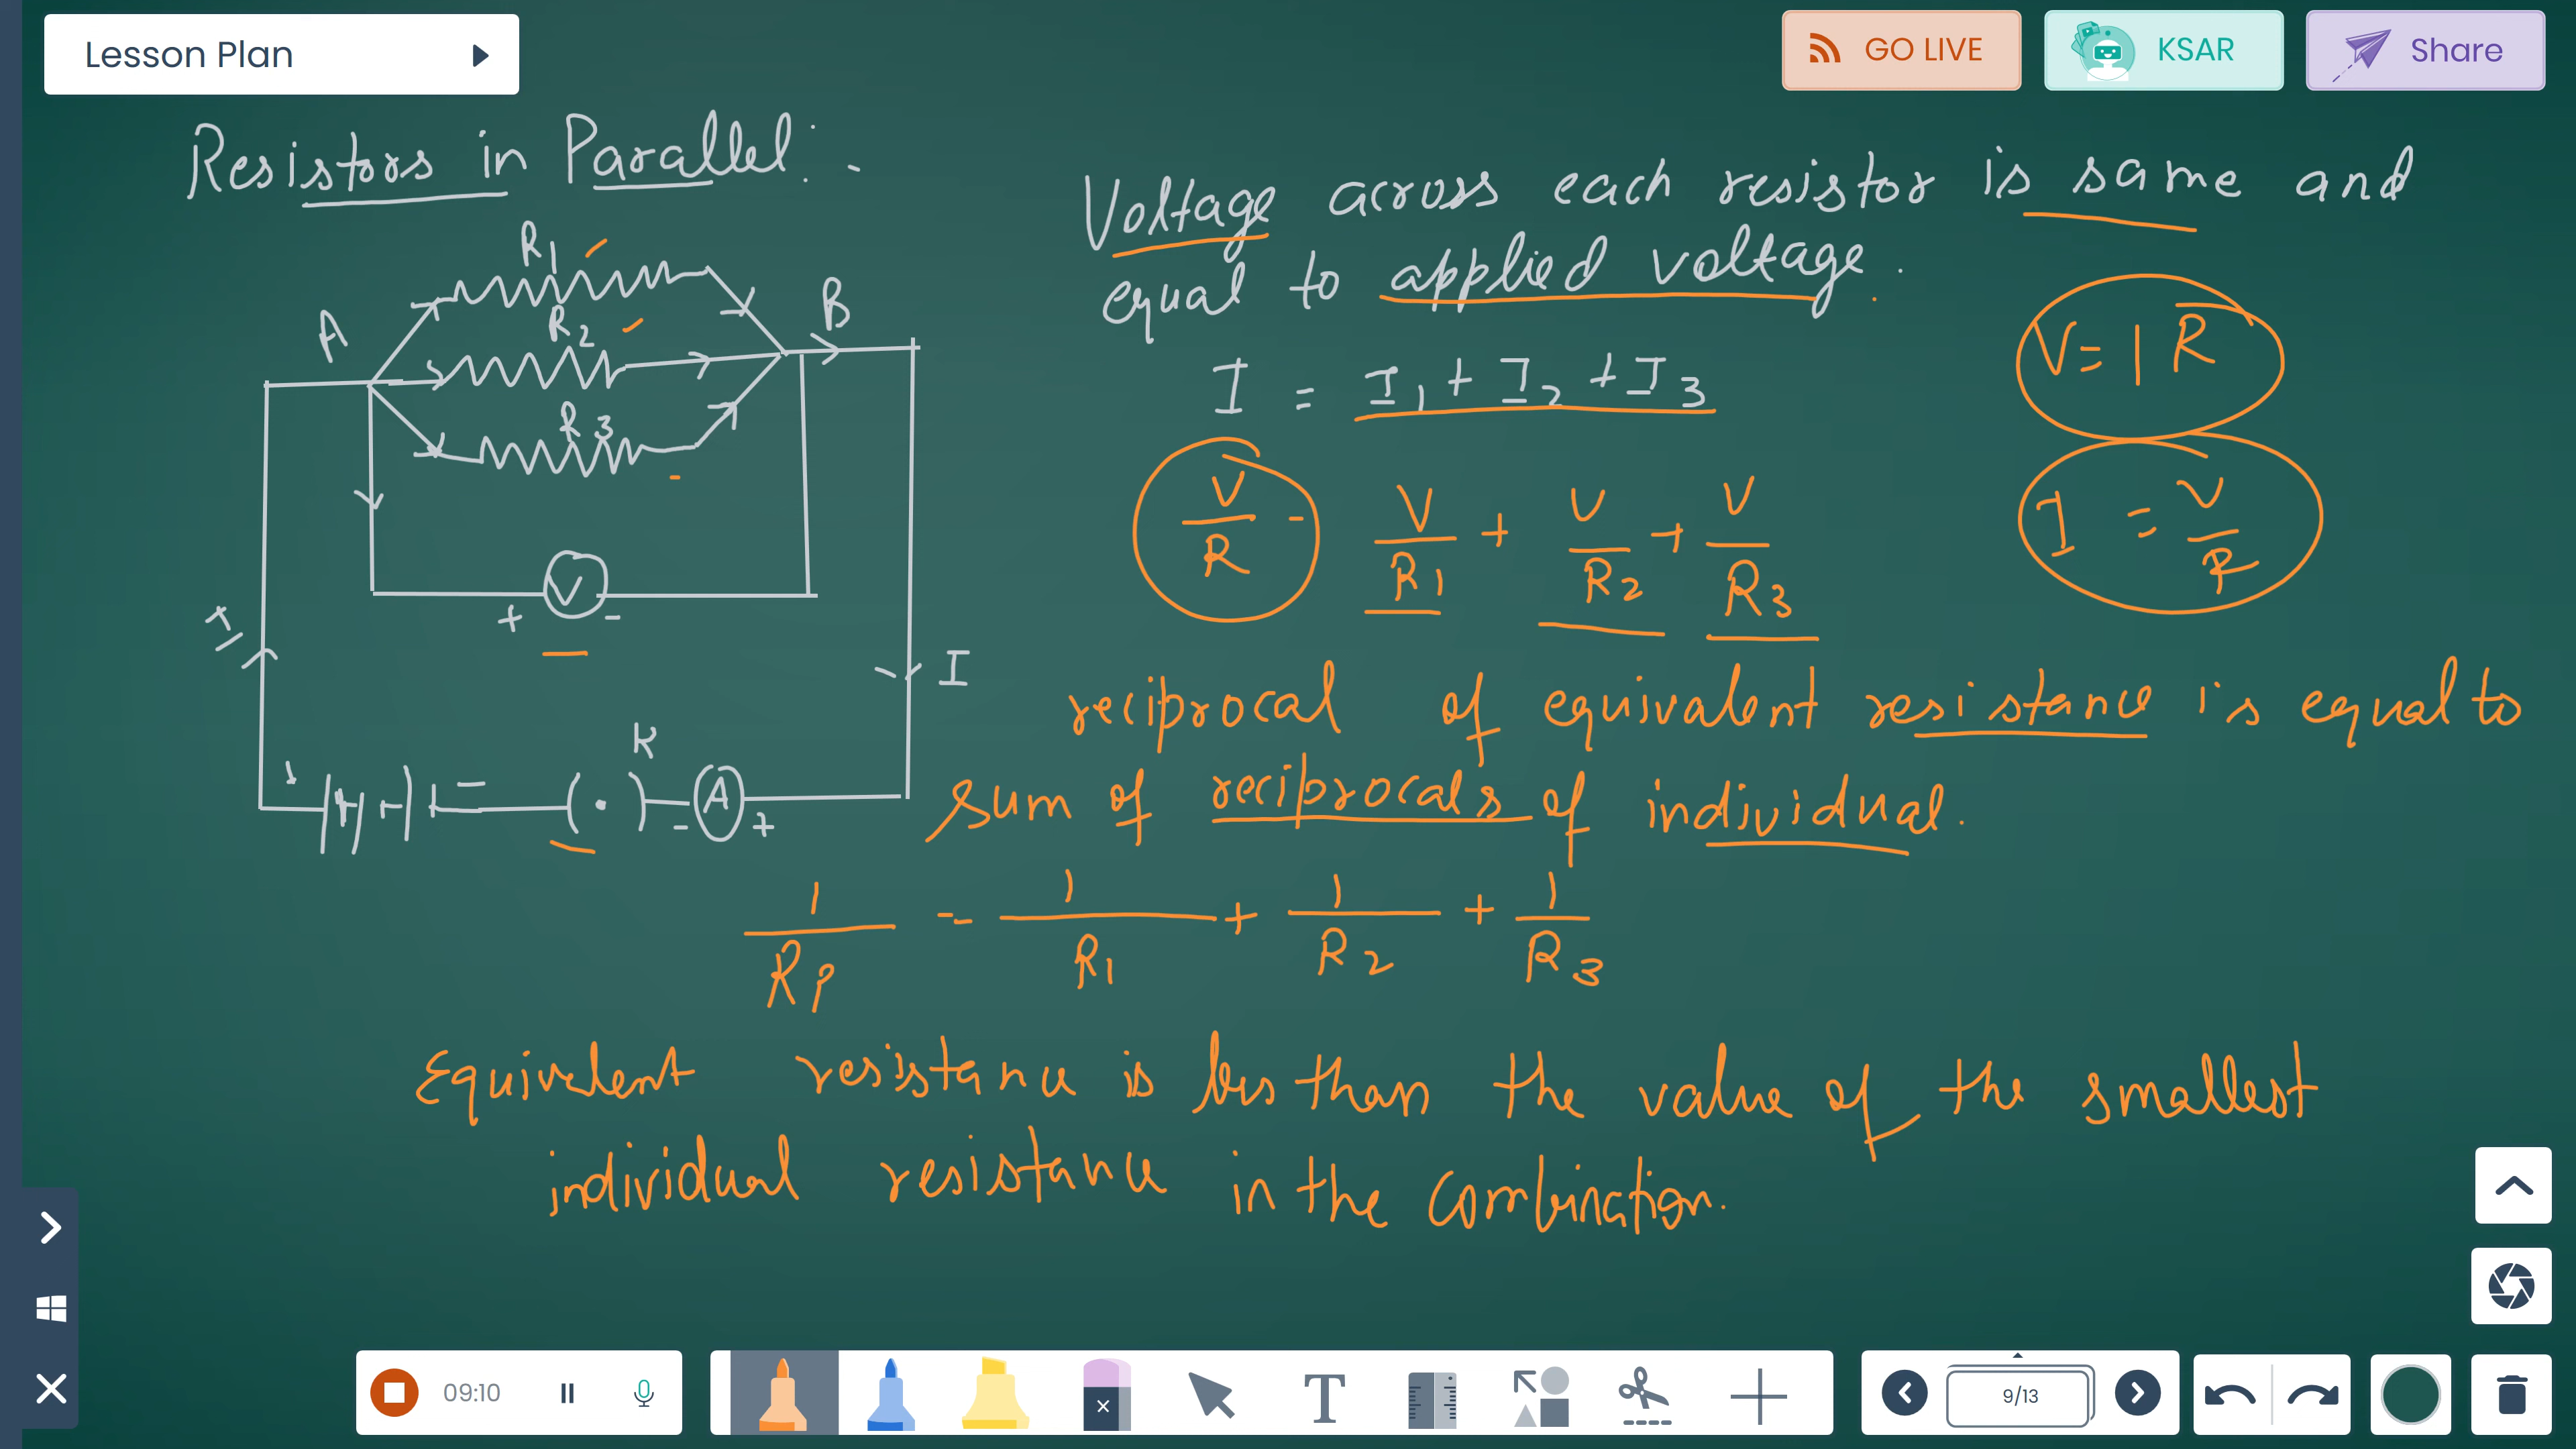 Lesson Plan
GO LIVE
KSAR
Share
Resistors in Parallel : -
Voltage across each resistor is same and
equal to applied voltage.
R1
R2
R3
A
B
V = I R
I = I1 + I2 + I3
V/R = V/R1 + V/R2 + V/R3
I = V/R
V
+ -
I
I
reciprocal of equivalent resistance is equal to
sum of reciprocals of individual.
K
A
- +
1/RP = 1/R1 + 1/R2 + 1/R3
Equivalent resistance is less than the value of the smallest
individual resistance in the combination.
09:10
T
9/13